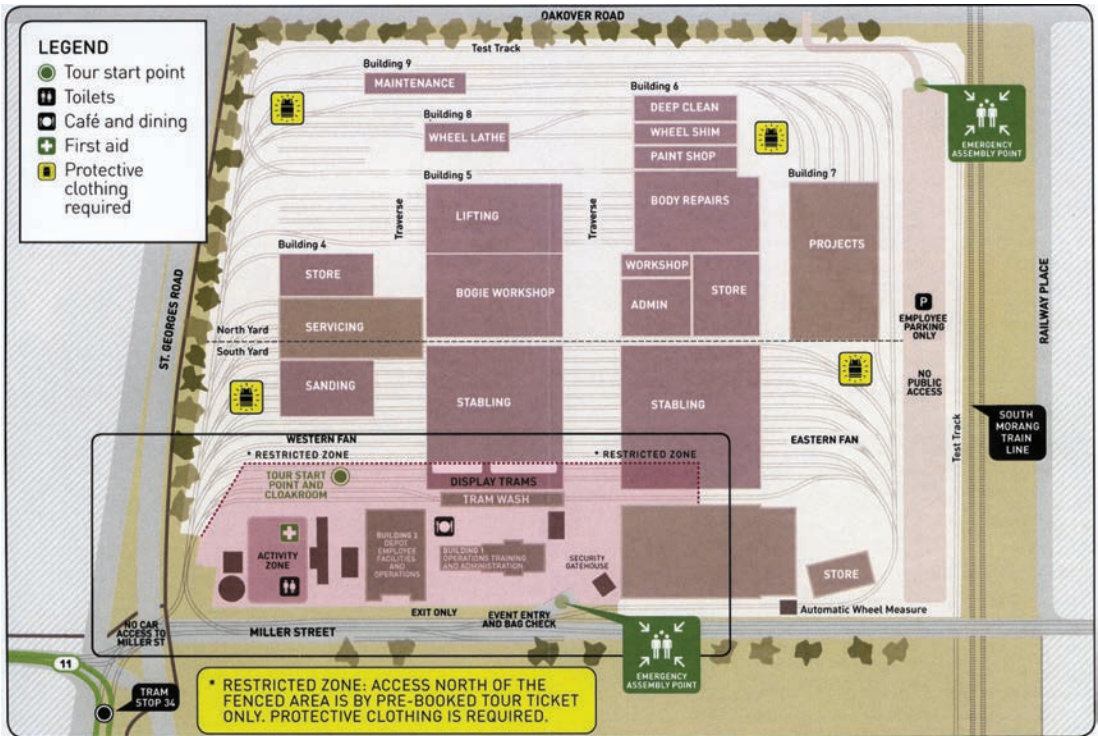 OAKOVER ROAD
LEGEND
Tour start point
Toilets
Café and dining
First aid
Protective
clothing
required
Test Track
Building 9
MAINTENANCE
Building 8
WHEEL LATHE
Building 6
DEEP CLEAN
WHEEL SHIM
PAINT SHOP
BODY REPAIRS
EMERGENCY
ASSEMBLY POINT
Building 5
LIFTING
Traverse
Traverse
Building 7
PROJECTS
Building 4
STORE
BOGIE WORKSHOP
WORKSHOP
ADMIN
STORE
SERVICING
North Yard
South Yard
ST. GEORGES ROAD
RAILWAY PLACE
P
EMPLOYEE
PARKING
ONLY
NO
PUBLIC
ACCESS
SANDING
STABLING
STABLING
Test Track
SOUTH
MORANG
TRAIN
LINE
WESTERN FAN
EASTERN FAN
* RESTRICTED ZONE
* RESTRICTED ZONE
TOUR START
POINT AND
CLOAKROOM
DISPLAY TRAMS
TRAM WASH
ACTIVITY
ZONE
BUILDING 2
DEPOT
EMPLOYEE
FACILITIES
AND
OPERATIONS
BUILDING 1
OPERATIONS TRAINING
AND ADMINISTRATION
SECURITY
GATEHOUSE
STORE
Automatic Wheel Measure
EXIT ONLY
EVENT ENTRY
AND BAG CHECK
NO CAR
ACCESS TO
MILLER ST
MILLER STREET
11
TRAM
STOP 34
EMERGENCY
ASSEMBLY POINT
* RESTRICTED ZONE: ACCESS NORTH OF THE
FENCED AREA IS BY PRE-BOOKED TOUR TICKET
ONLY. PROTECTIVE CLOTHING IS REQUIRED.